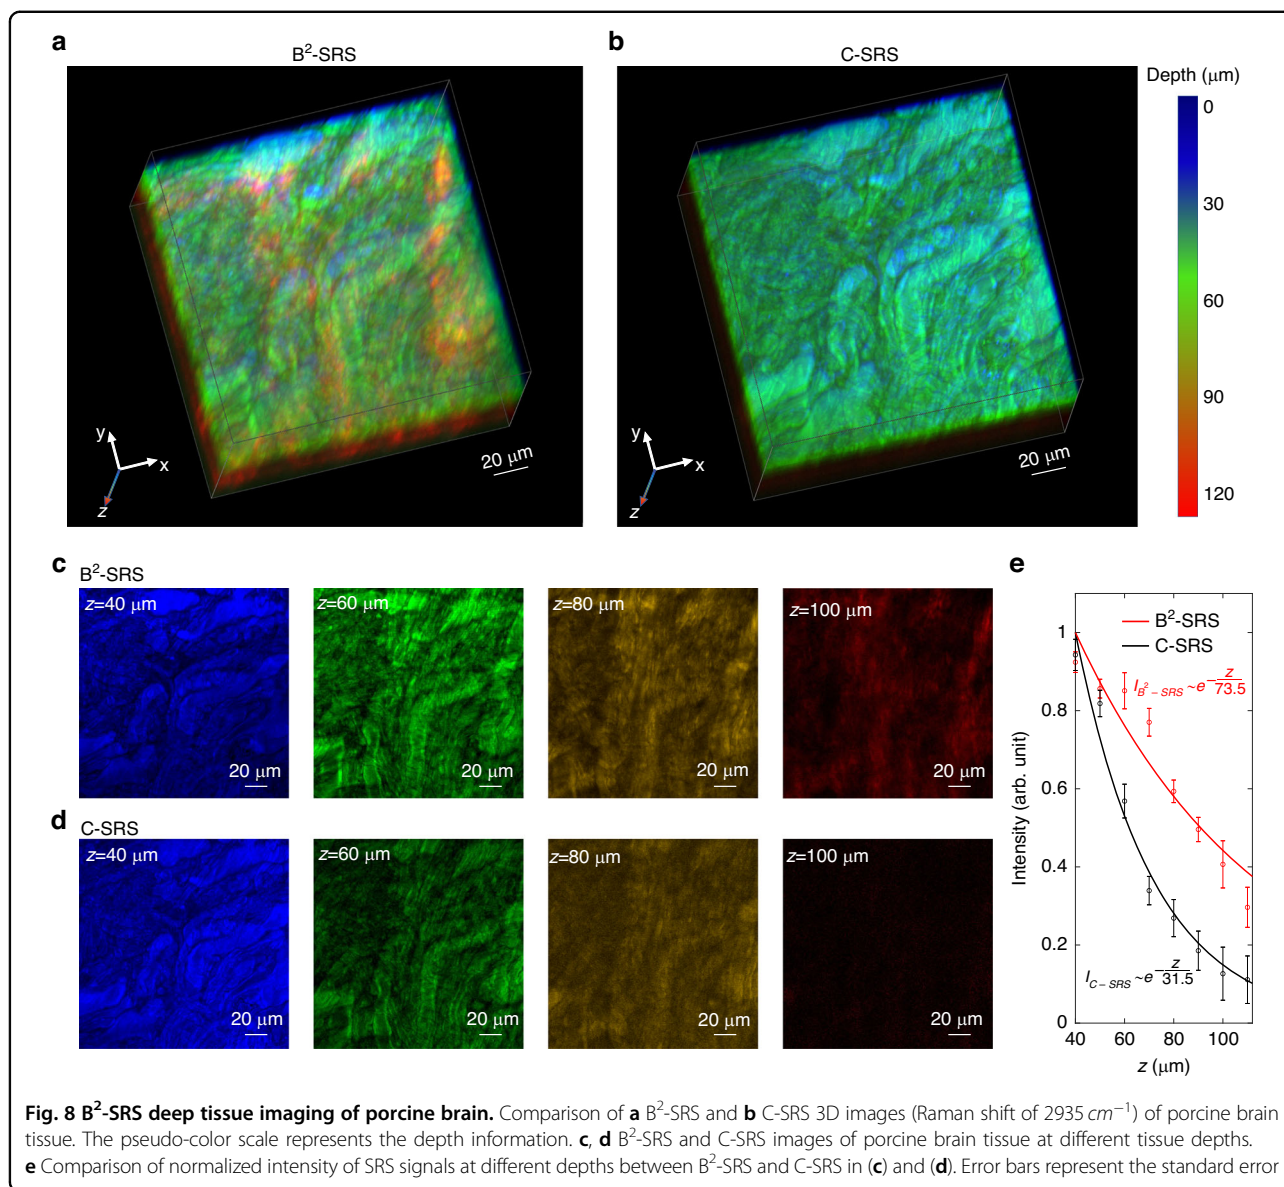 a
B²-SRS
b
C-SRS
Depth (μm)
0
30
60
90
120
y
x
z
20 μm
y
x
z
20 μm
c
B²-SRS
z=40 μm
20 μm
z=60 μm
20 μm
z=80 μm
20 μm
z=100 μm
20 μm
d
C-SRS
z=40 μm
20 μm
z=60 μm
20 μm
z=80 μm
20 μm
z=100 μm
20 μm
e
B²-SRS
C-SRS
I_{B²-SRS} ~e^{-z/73.5}
I_{C-SRS} ~e^{-z/31.5}
Intensity (arb. unit)
1
0.8
0.6
0.4
0.2
0
40 60 80 100
z (μm)
Fig. 8 B²-SRS deep tissue imaging of porcine brain. Comparison of a B²-SRS and b C-SRS 3D images (Raman shift of 2935 cm⁻¹) of porcine brain
tissue. The pseudo-color scale represents the depth information. c, d B²-SRS and C-SRS images of porcine brain tissue at different tissue depths.
e Comparison of normalized intensity of SRS signals at different depths between B²-SRS and C-SRS in (c) and (d). Error bars represent the standard error